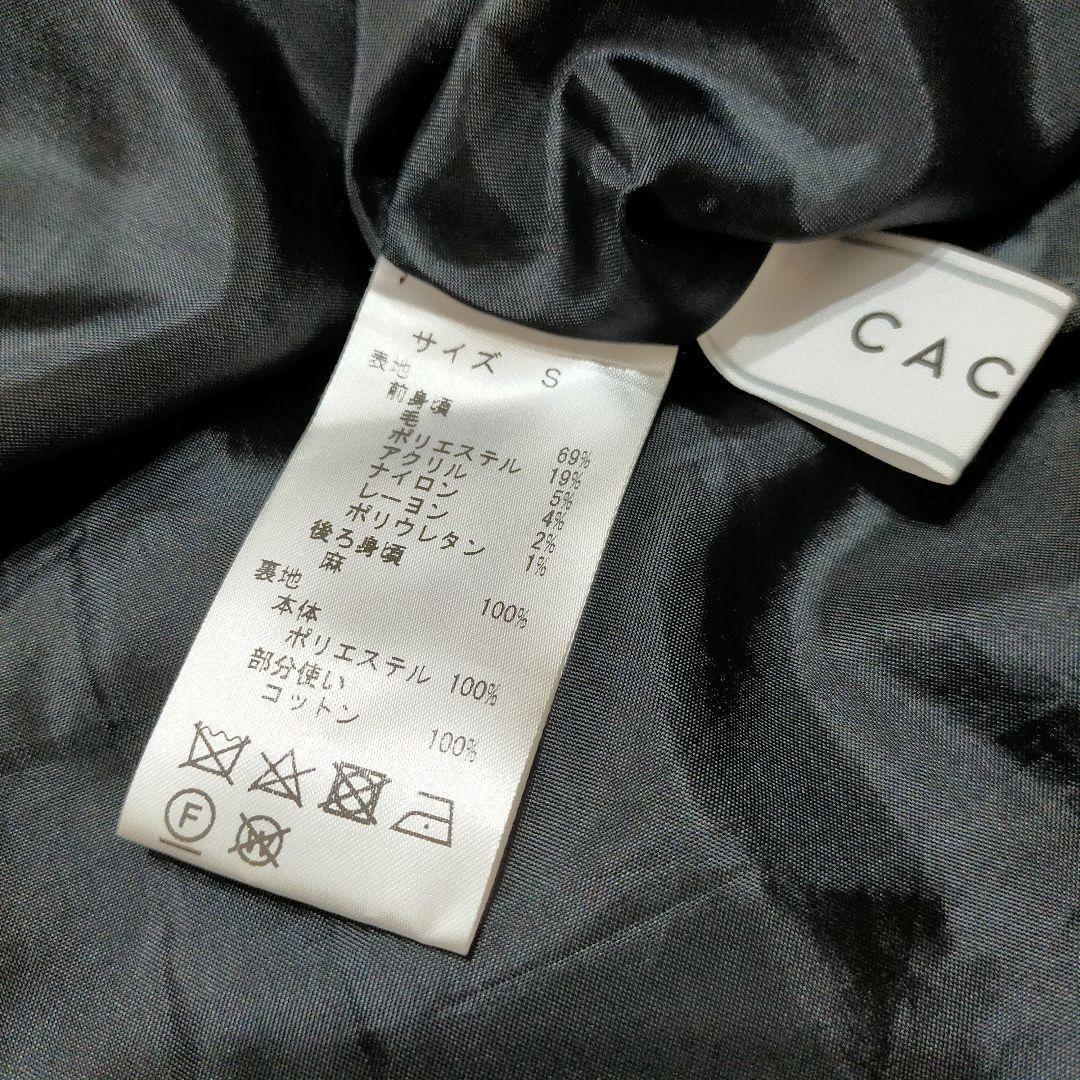 サイズ S
表地
前身頃
毛 69%
ポリエステル 19%
アクリル 5%
ナイロン 4%
レーヨン 2%
ポリウレタン 1%
後ろ身頃
麻 100%
裏地
本体
ポリエステル 100%
部分使い
コットン 100%
F
W
CAC